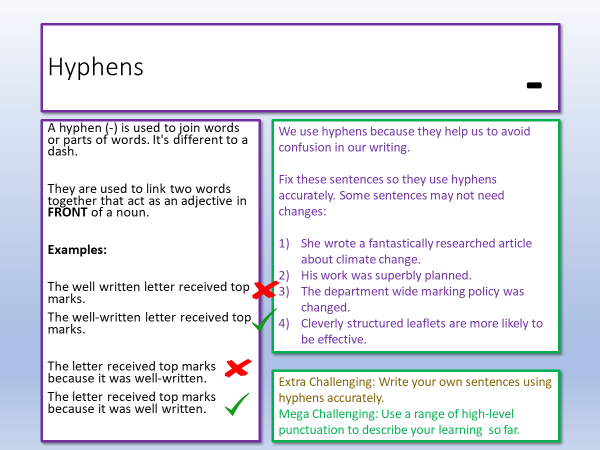 Hyphens
-
A hyphen (-) is used to join words
or parts of words. It's different to a
dash.
They are used to link two words
together that act as an adjective in
FRONT of a noun.
Examples:
The well written letter received top
marks.
The well-written letter received top
marks.
The letter received top marks
because it was well-written.
The letter received top marks
because it was well written.
We use hyphens because they help us to avoid
confusion in our writing.
Fix these sentences so they use hyphens
accurately. Some sentences may not need
changes:
1) She wrote a fantastically researched article
about climate change.
2) His work was superbly planned.
3) The department wide marking policy was
changed.
4) Cleverly structured leaflets are more likely to
be effective.
Extra Challenging: Write your own sentences using
hyphens accurately.
Mega Challenging: Use a range of high-level
punctuation to describe your learning so far.